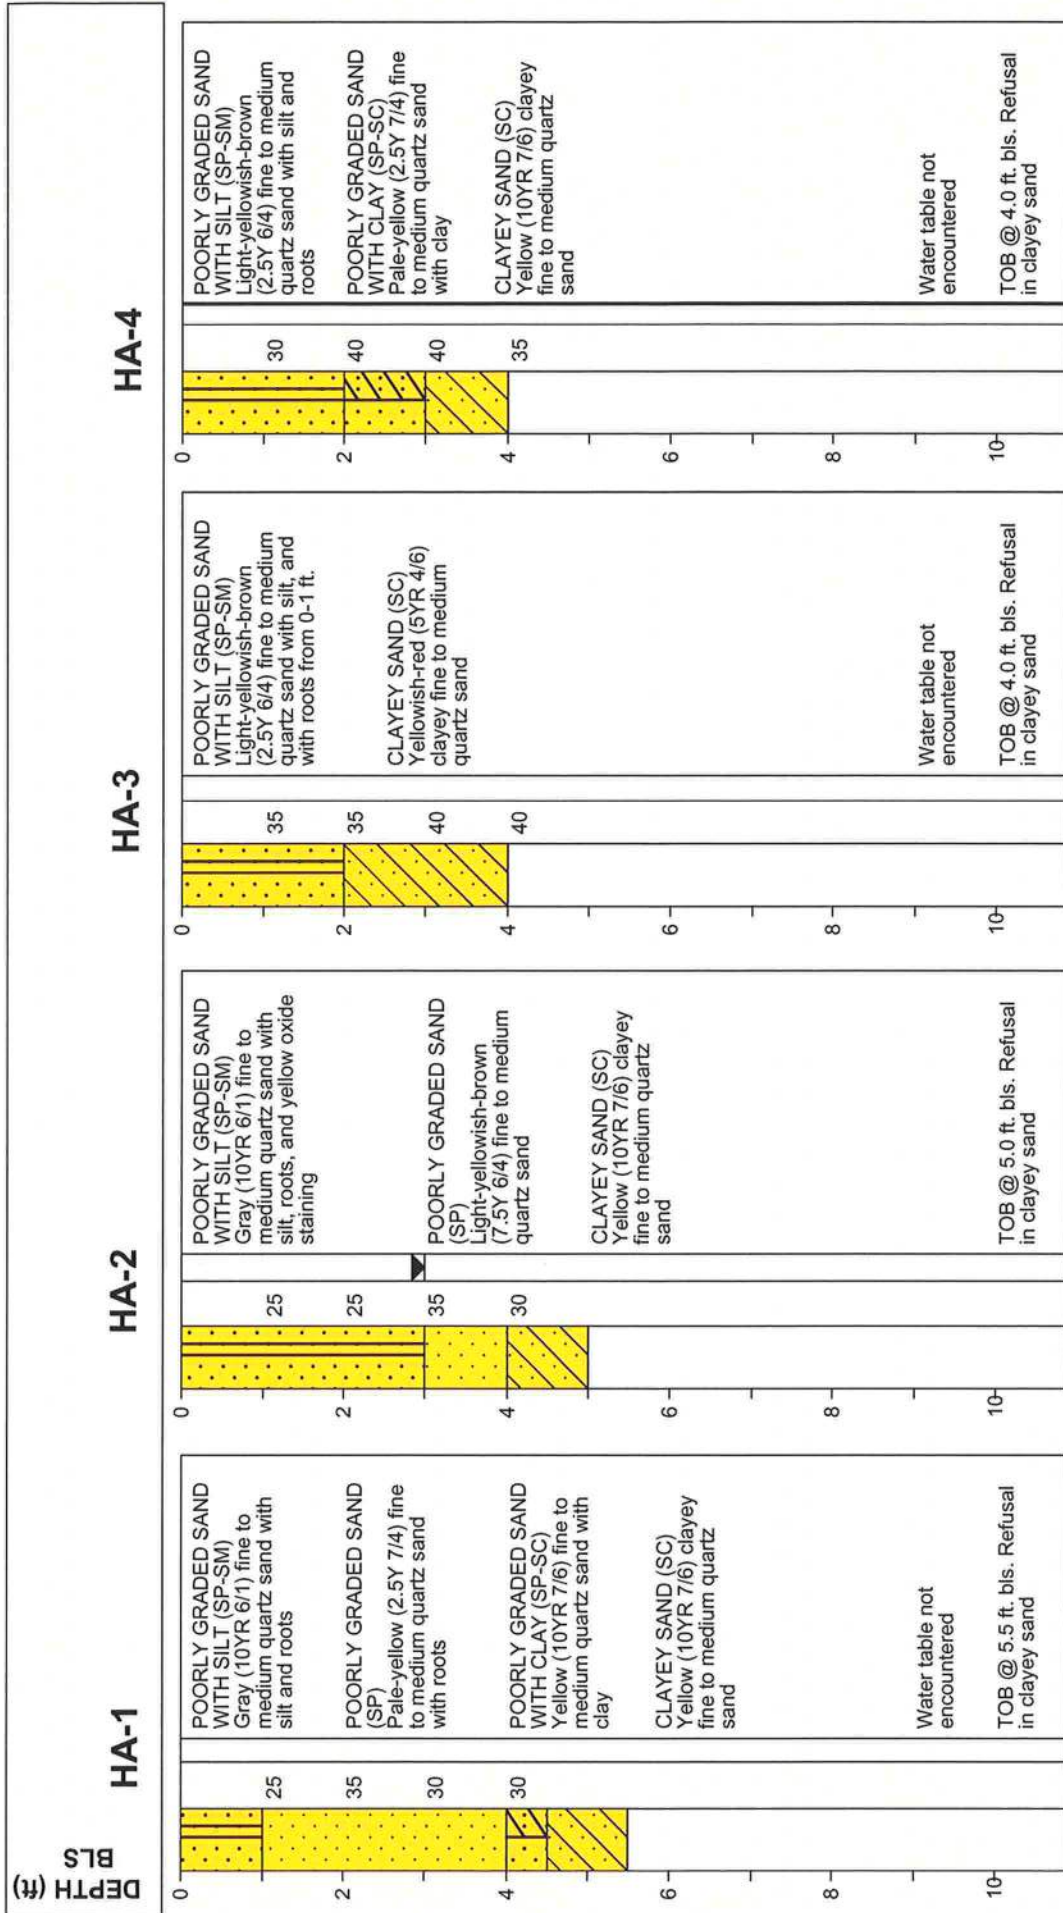 DEPTH (ft)
BLS
HA-1
0
2
4
6
8
10
25
35
30
30
POORLY GRADED SAND
WITH SILT (SP-SM)
Gray (10YR 6/1) fine to
medium quartz sand with
silt and roots
POORLY GRADED SAND
(SP)
Pale-yellow (2.5Y 7/4) fine
to medium quartz sand
with roots
POORLY GRADED SAND
WITH CLAY (SP-SC)
Yellow (10YR 7/6) fine to
medium quartz sand with
clay
CLAYEY SAND (SC)
Yellow (10YR 7/6) clayey
fine to medium quartz
sand
Water table not
encountered
TOB @ 5.5 ft. bls. Refusal
in clayey sand
HA-2
0
2
4
6
8
10
25
25
35
30
POORLY GRADED SAND
WITH SILT (SP-SM)
Gray (10YR 6/1) fine to
medium quartz sand with
silt, roots, and yellow oxide
staining
POORLY GRADED SAND
(SP)
Light-yellowish-brown
(7.5Y 6/4) fine to medium
quartz sand
CLAYEY SAND (SC)
Yellow (10YR 7/6) clayey
fine to medium quartz
sand
TOB @ 5.0 ft. bls. Refusal
in clayey sand
HA-3
0
2
4
6
8
10
35
35
40
40
POORLY GRADED SAND
WITH SILT (SP-SM)
Light-yellowish-brown
(2.5Y 6/4) fine to medium
quartz sand with silt, and
with roots from 0-1 ft.
CLAYEY SAND (SC)
Yellowish-red (5YR 4/6)
clayey fine to medium
quartz sand
Water table not
encountered
TOB @ 4.0 ft. bls. Refusal
in clayey sand
HA-4
0
2
4
6
8
10
30
40
40
35
POORLY GRADED SAND
WITH SILT (SP-SM)
Light-yellowish-brown
(2.5Y 6/4) fine to medium
quartz sand with silt and
roots
POORLY GRADED SAND
WITH CLAY (SP-SC)
Pale-yellow (2.5Y 7/4) fine
to medium quartz sand
with clay
CLAYEY SAND (SC)
Yellow (10YR 7/6) clayey
fine to medium quartz
sand
Water table not
encountered
TOB @ 4.0 ft. bls. Refusal
in clayey sand